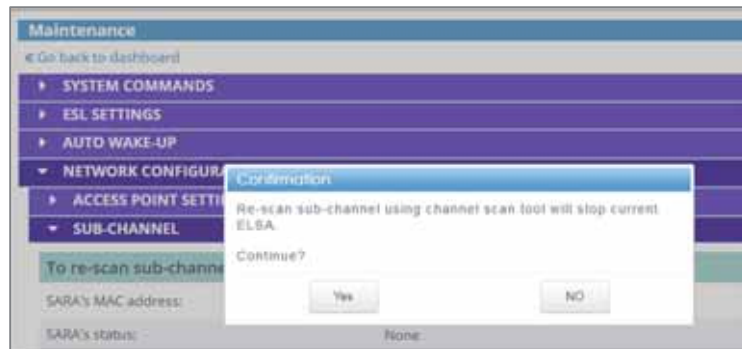 Maintenance
« Go back to dashboard
SYSTEM COMMANDS
ESL SETTINGS
AUTO WAKE-UP
NETWORK CONFIGURA
Confirmation
ACCESS POINT SETTI
Re-scan sub-channel using channel scan tool will stop current
ELSA.
SUB-CHANNEL
Continue?
To re-scan sub-channe
Yes NO
SARA's MAC address:
SARA's status: None